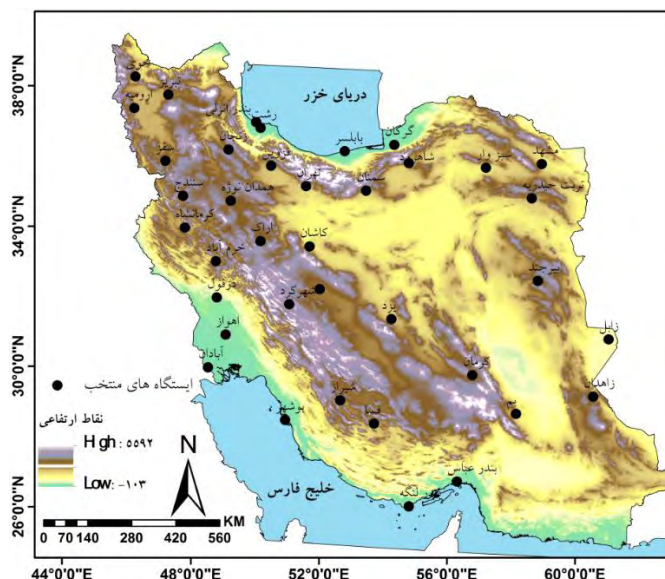 38°0'0"N
34°0'0"N
30°0'0"N
26°0'0"N
دریای خزر
خوی
تبریز
ارومیه
بندر انزلی
رشت
زنجان
قزوین
بابلسر
گرگان
شاهرود
سبزوار
مشهد
تربت حیدریه
سقز
سنندج
همدان نوژه
تهران
سمنان
کرمانشاه
اراک
کاشان
خرم آباد
بیرجند
دزفول
شهرکرد
یزد
زابل
اهواز
آبادان
کرمان
زاهدان
شیراز
فسا
بم
بوشهر
بندر عباس
لنگه
خلیج فارس
ایستگاه های منتخب
نقاط ارتفاعی
High : ۵۵۹۲
Low : -۱۰۳
N
0 70 140 280 420 560 KM
44°0'0"E 48°0'0"E 52°0'0"E 56°0'0"E 60°0'0"E